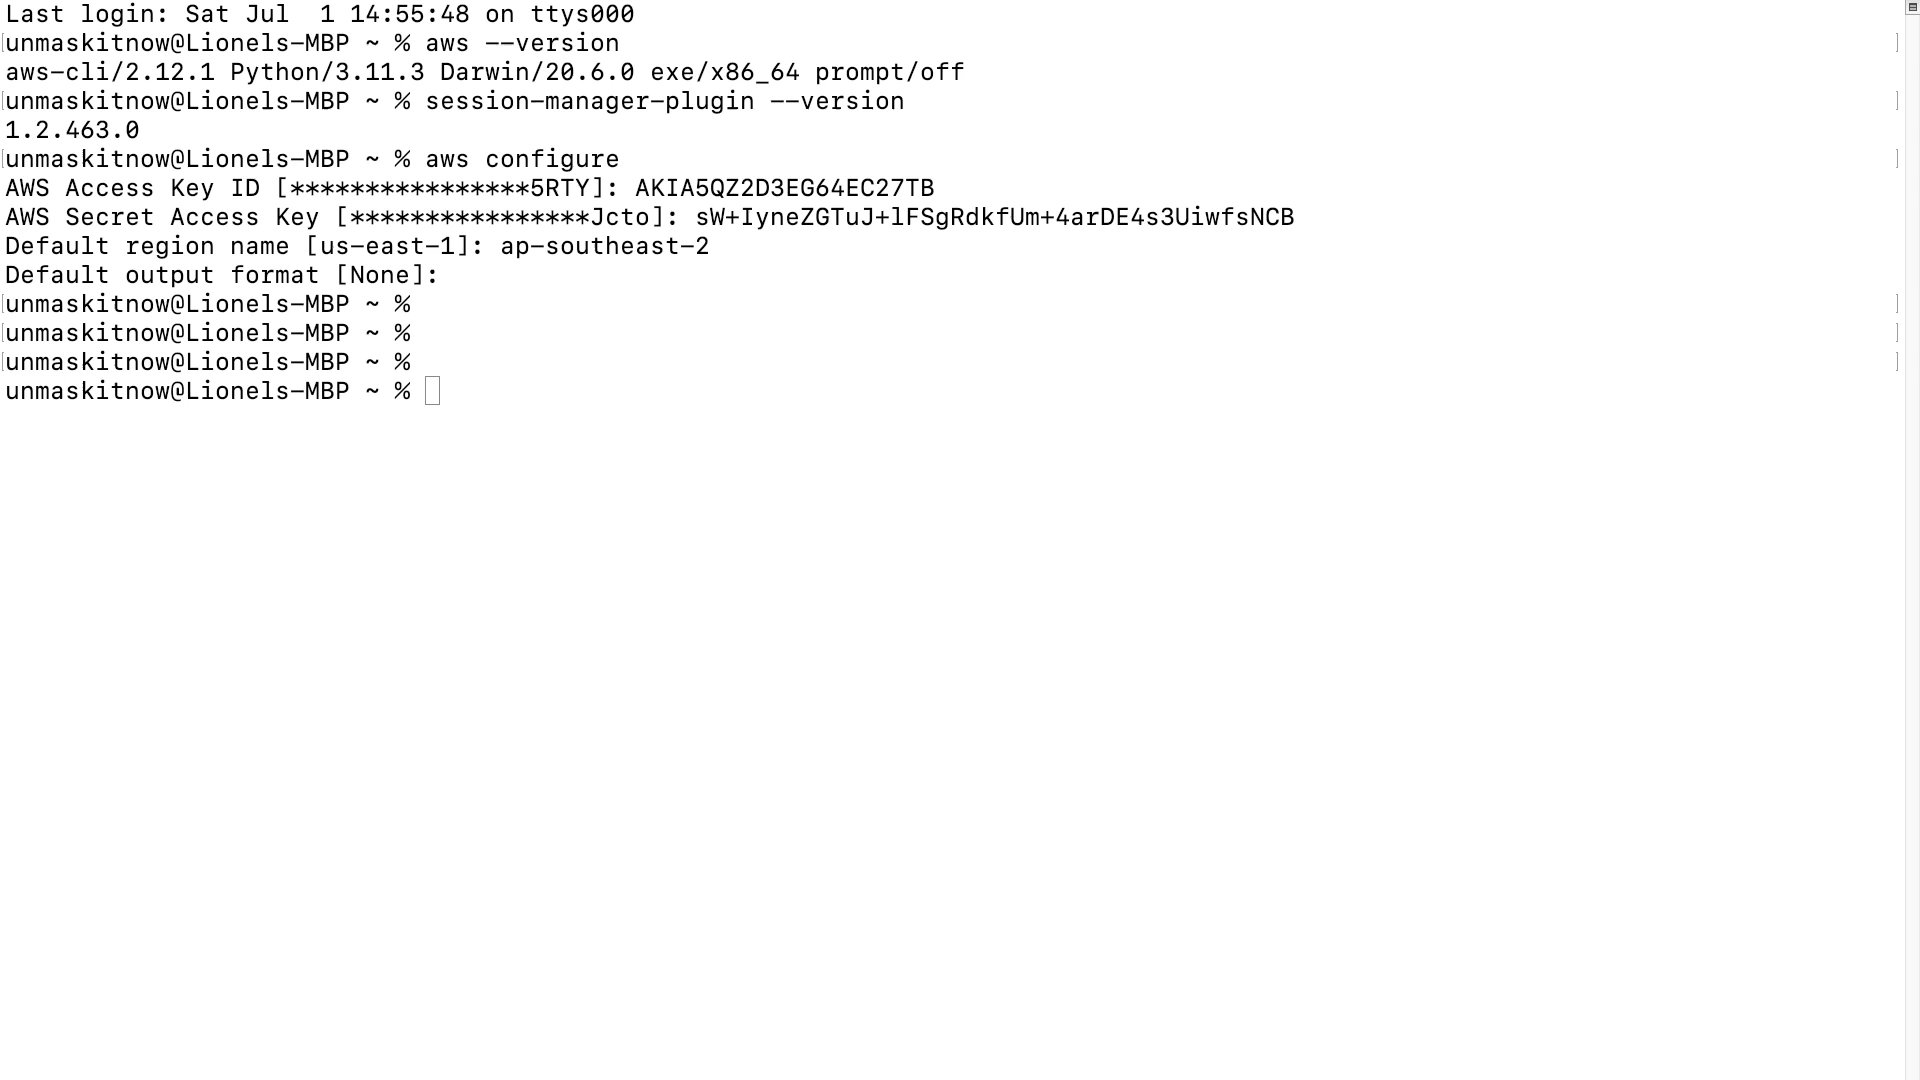 Last login: Sat Jul  1 14:55:48 on ttys000
unmaskitnow@Lionels-MBP ~ % aws --version
aws-cli/2.12.1 Python/3.11.3 Darwin/20.6.0 exe/x86_64 prompt/off
unmaskitnow@Lionels-MBP ~ % session-manager-plugin --version
1.2.463.0
unmaskitnow@Lionels-MBP ~ % aws configure
AWS Access Key ID [****************5RTY]: AKIA5QZ2D3EG64EC27TB
AWS Secret Access Key [****************Jcto]: 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
Default region name [us-east-1]: ap-southeast-2
Default output format [None]:
unmaskitnow@Lionels-MBP ~ %
unmaskitnow@Lionels-MBP ~ %
unmaskitnow@Lionels-MBP ~ %
unmaskitnow@Lionels-MBP ~ %